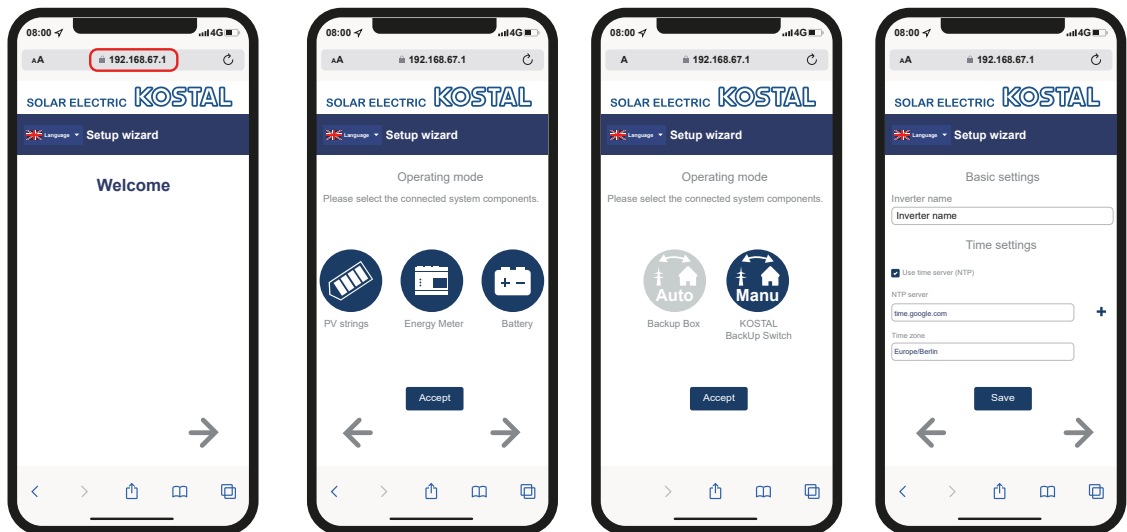 08:00
4G
AA
192.168.67.1
SOLAR ELECTRIC KOSTAL
Language
Setup wizard
Welcome
08:00
4G
AA
192.168.67.1
SOLAR ELECTRIC KOSTAL
Language
Setup wizard
Operating mode
Please select the connected system components.
PV strings
Energy Meter
Battery
Accept
08:00
4G
A
192.168.67.1
SOLAR ELECTRIC KOSTAL
Language
Setup wizard
Operating mode
Please select the connected system components.
Auto
Manu
Backup Box
KOSTAL
BackUp Switch
Accept
08:00
4G
AA
192.168.67.1
SOLAR ELECTRIC KOSTAL
Language
Setup wizard
Basic settings
Inverter name
Inverter name
Time settings
Use time server (NTP)
NTP server
time.google.com
Time zone
Europe/Berlin
Save